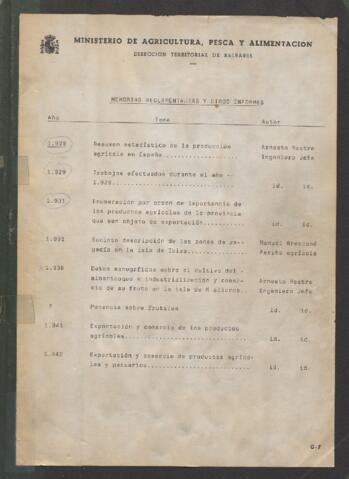 MINISTERIO DE AGRICULTURA, PESCA Y ALIMENTACION
DIRECCION TERRITORIAL DE BALEARES
MEMORIAS REGLAMENTARIAS Y OTROS INFORMES
Año Tema Autor
1.928 Resumen estadístico de la producción Arnesto Mestre
agrícola en España................. Ingeniero Jefe
1.929 Trabajos efectuados durante el año -
1.929.............................. id. id.
1.931 Enumeración por orden de importancia de
los productos agrícolas de la provincia
que son objeto de exportación....... id. id.
1.931 Sucinta descripción de las zonas de re-
gadío en la isla de Ibiza........... Perito agrícola
1.938 Datos monográficos sobre el cultivo del -
albaricoque e industrialización y comer- Arnesto Mestre
cio de su fruto en la isla de Mallorca. Ingeniero Jefe
? Ponencia sobre frutales id. id.
1.941 Exportación y comercio de los productos
agrícolas........................... id. id.
1.942 Exportación y comercio de productos agríco-
las y pecuarios..................... id. id.